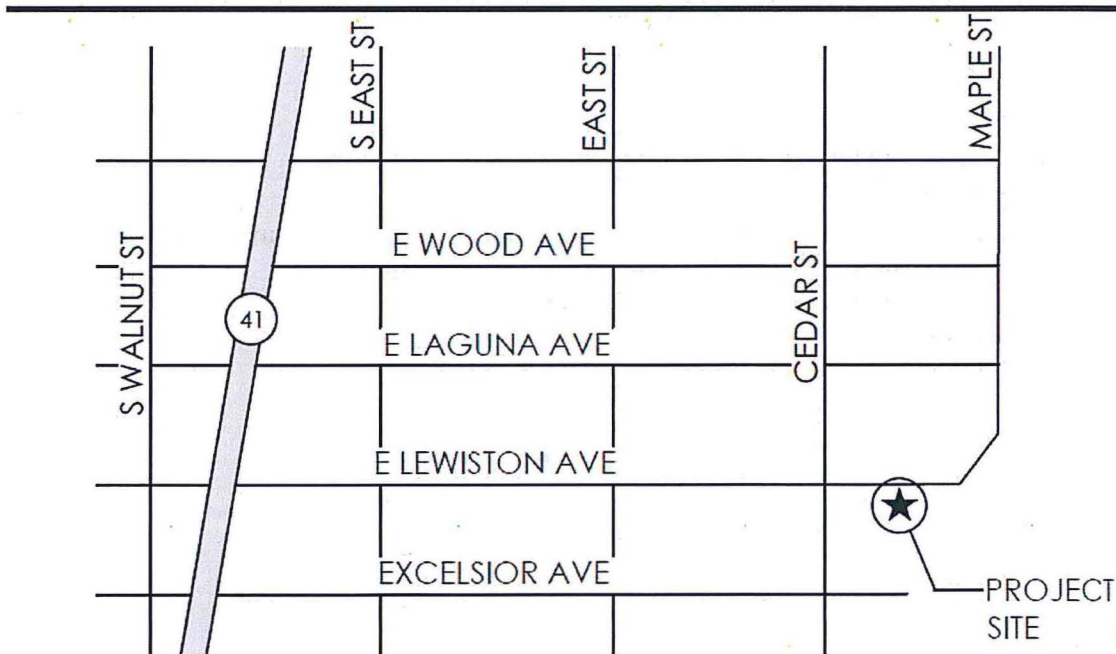 S EAST ST
EAST ST
MAPLE ST
S WALNUT ST
E WOOD AVE
CEDAR ST
41
E LAGUNA AVE
E LEWISTON AVE
EXCELSIOR AVE
PROJECT
SITE